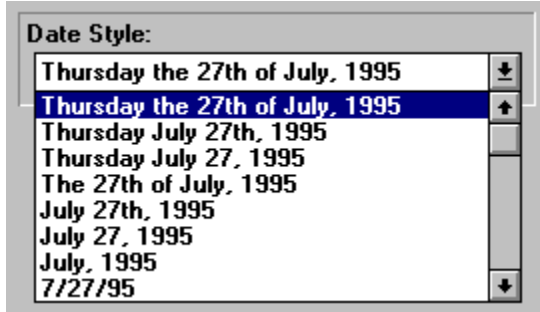 Date Style:
Thursday the 27th of July, 1995
Thursday the 27th of July, 1995
Thursday July 27th, 1995
Thursday July 27, 1995
The 27th of July, 1995
July 27th, 1995
July 27, 1995
July, 1995
7/27/95